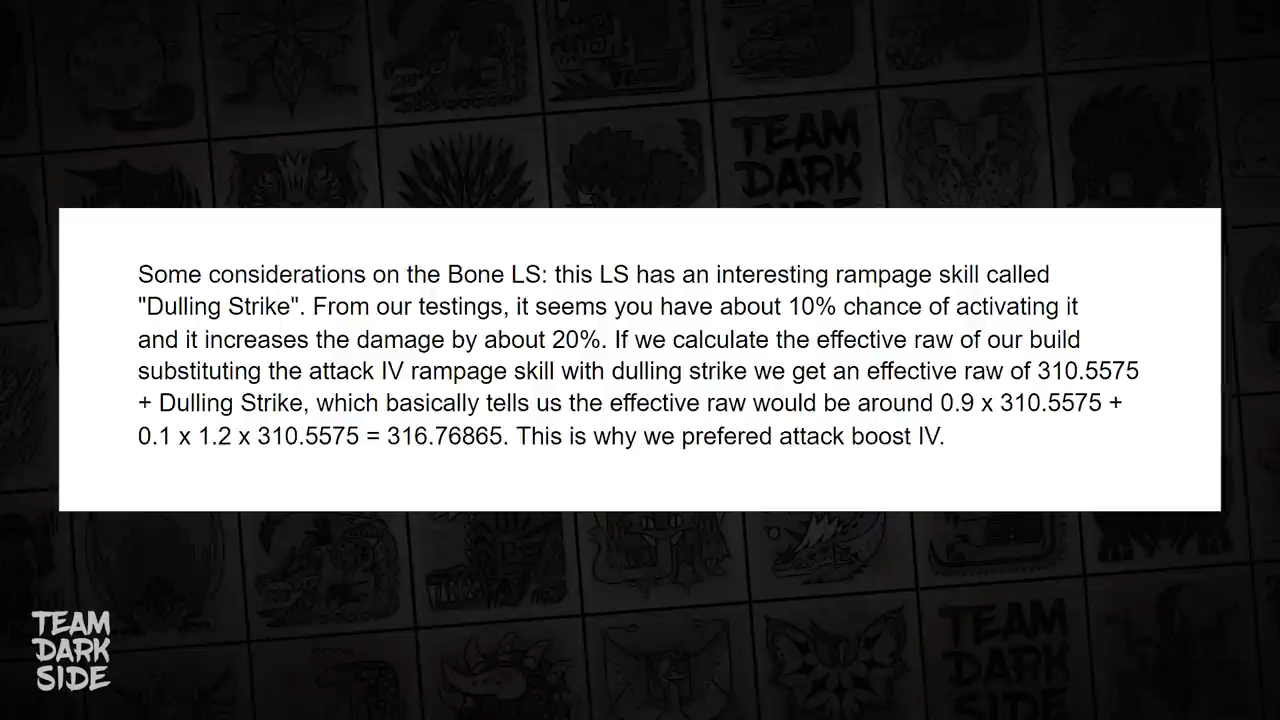 TEAM
DARK
Some considerations on the Bone LS: this LS has an interesting rampage skill called
"Dulling Strike". From our testings, it seems you have about 10% chance of activating it
and it increases the damage by about 20%. If we calculate the effective raw of our build
substituting the attack IV rampage skill with dulling strike we get an effective raw of 310.5575
+ Dulling Strike, which basically tells us the effective raw would be around 0.9 x 310.5575 +
0.1 x 1.2 x 310.5575 = 316.76865. This is why we prefered attack boost IV.
TEAM
DARK
SIDE
TEAM
DARK
SIDE